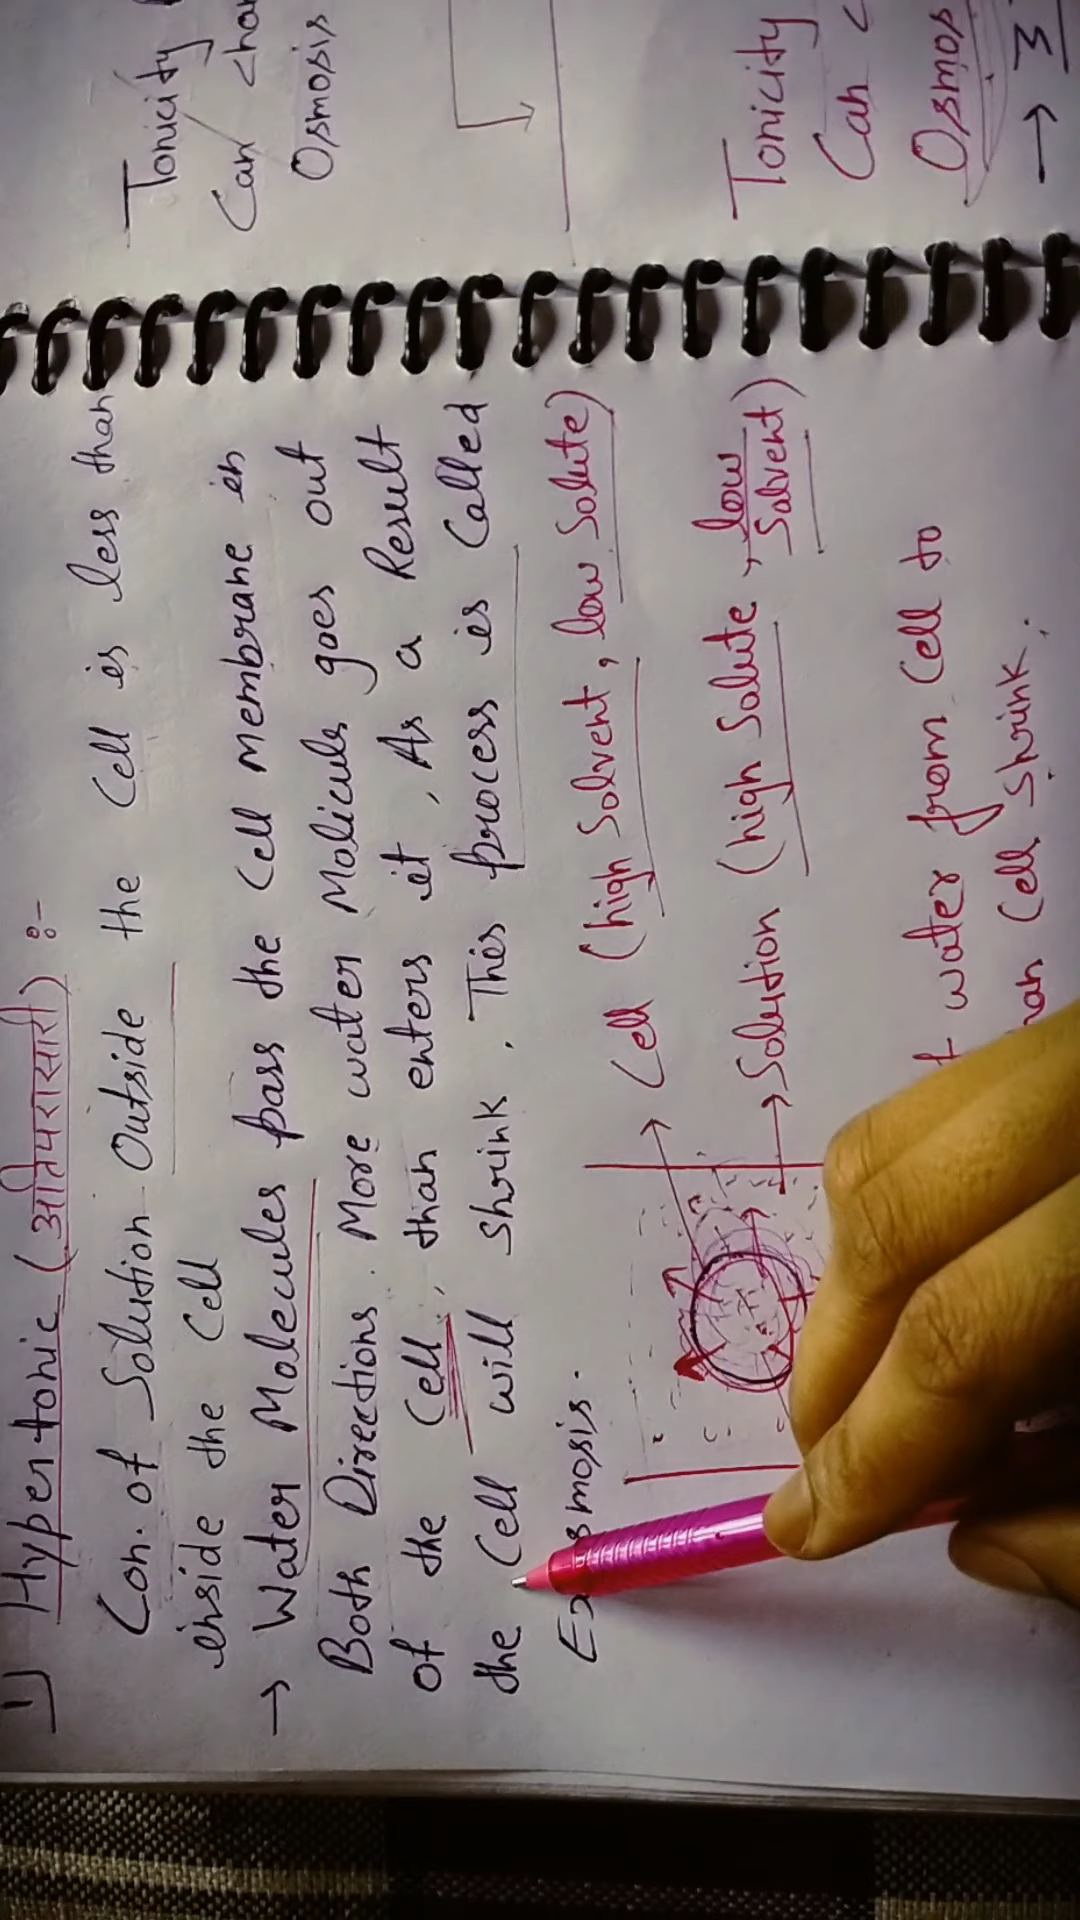 Tonicity
Can
Osmosis
Tonicity
Can
Osmos
→ 3
1) Hypertonic (अतिपरासारी) :-
Con. of Solution Outside the Cell is less than
inside the Cell
→ Water Molecules pass the Cell membrane in
Both Directions. More water Moliculs goes out
of the Cell, than enters it, As a Result
the Cell will shrink. This process is Called
Exosmosis.
→ Cell (high Solvent, low Solute)
→ Solution (high Solute, low Solvent)
water from Cell to
Cell shrink.